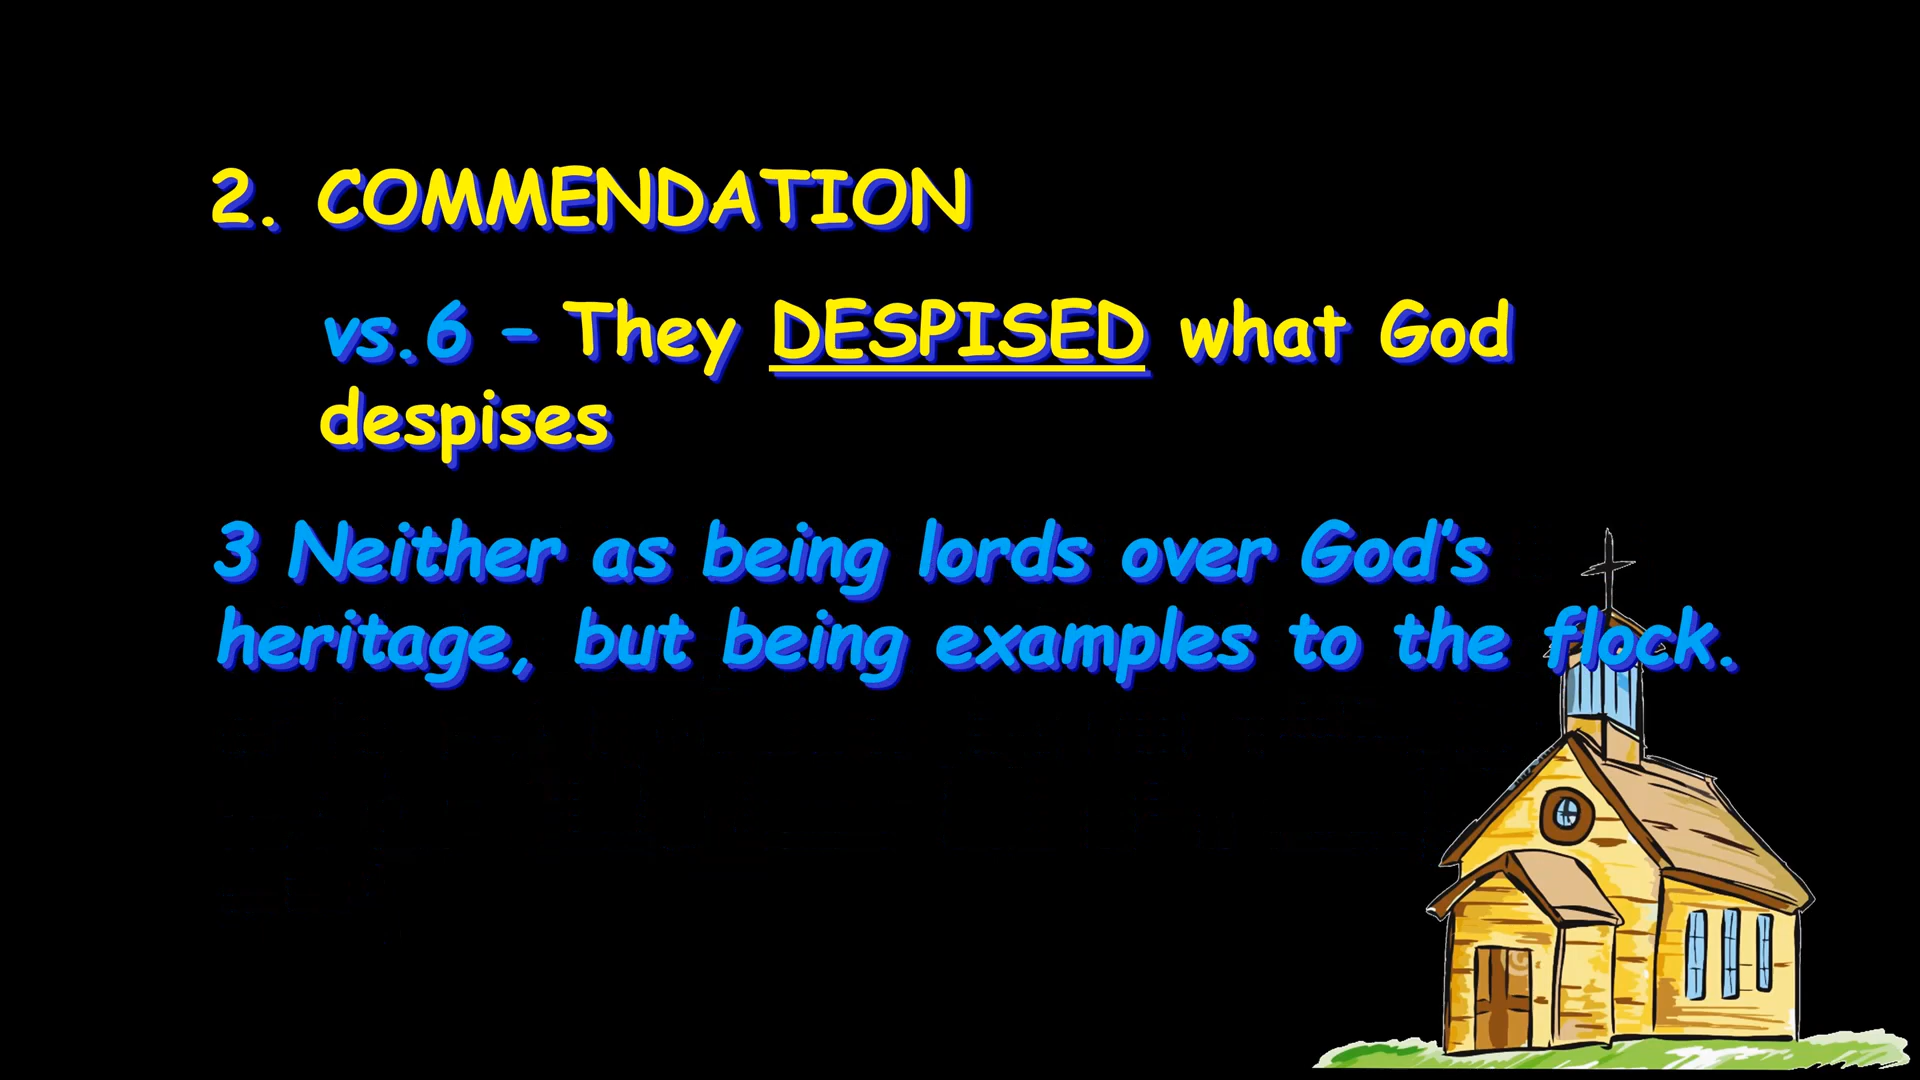 2. COMMENDATION
vs.6 – They DESPISED what God
despises
3 Neither as being lords over God's
heritage, but being examples to the flock.